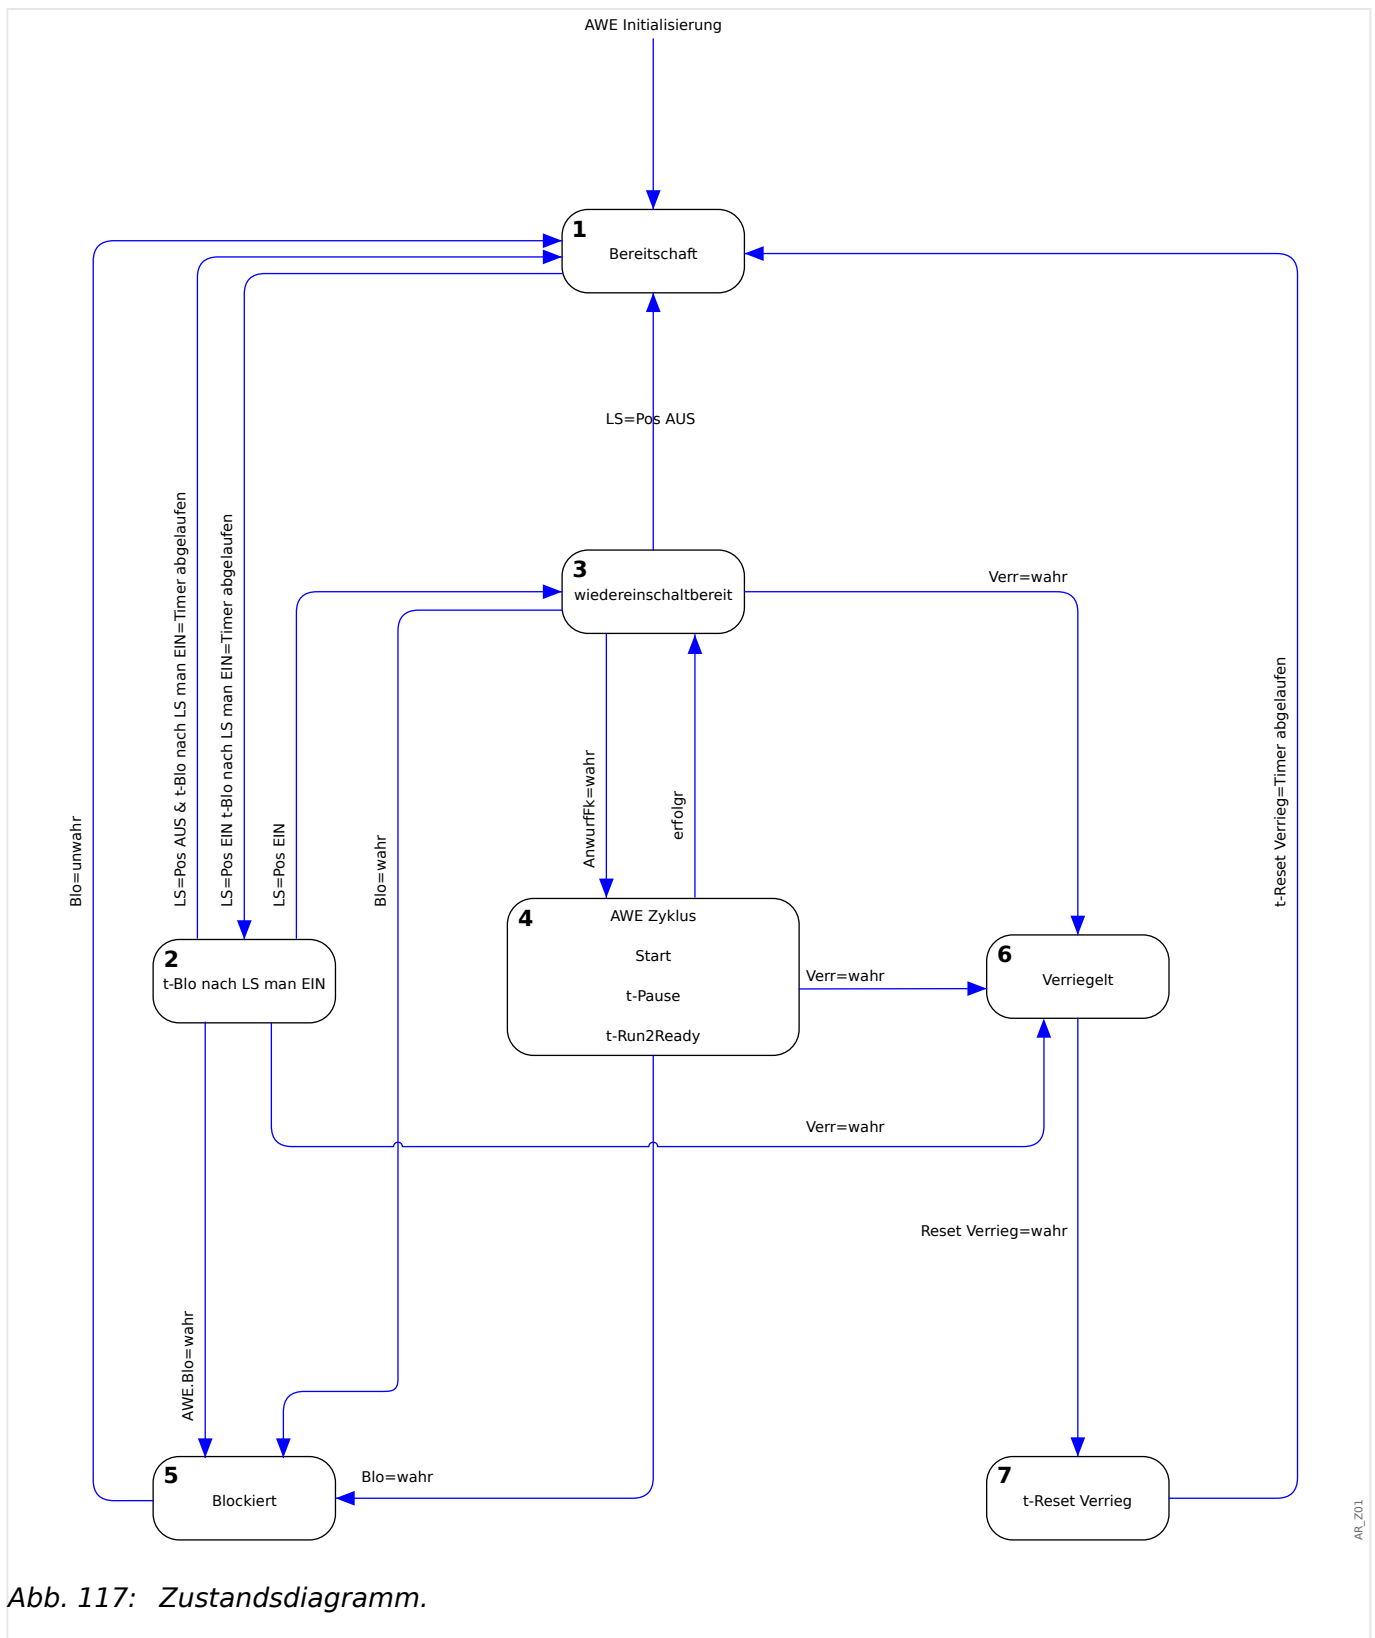 AWE Initialisierung
1
Bereitschaft
LS=Pos AUS
3
wiedereinschaltbereit
Verr=wahr
LS=Pos AUS & t-Blo nach LS man EIN=Timer abgelaufen
LS=Pos EIN t-Blo nach LS man EIN=Timer abgelaufen
LS=Pos EIN
Blo=unwahr
Blo=wahr
AnwurfFk=wahr
erfolgr
t-Reset Verrieg=Timer abgelaufen
2
t-Blo nach LS man EIN
4
AWE Zyklus
Start
t-Pause
t-Run2Ready
Verr=wahr
6
Verriegelt
Verr=wahr
Reset Verrieg=wahr
AWE.Blo=wahr
5
Blockiert
Blo=wahr
7
t-Reset Verrieg
AR_Z01
Abb. 117: Zustandsdiagramm.